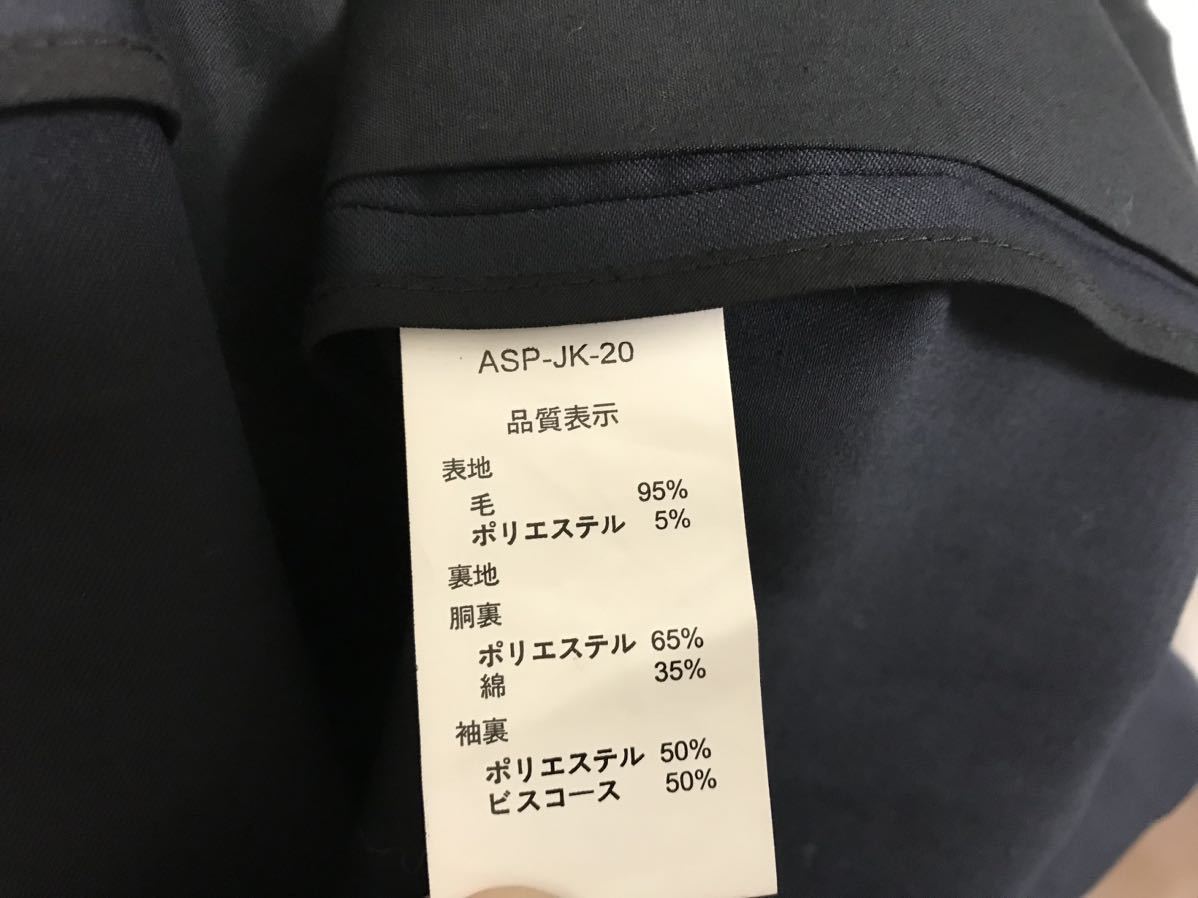 ASP-JK-20
品質表示
表地
毛 95%
ポリエステル 5%
裏地
胴裏
ポリエステル 65%
綿 35%
袖裏
ポリエステル 50%
ビスコース 50%